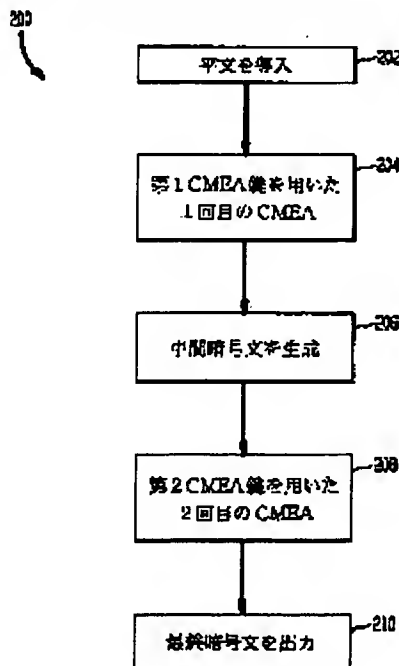 200
平文を導入
202
第1CMEA鍵を用いた
1回目のCMEA
204
中間暗号文を生成
206
第2CMEA鍵を用いた
2回目のCMEA
208
最終暗号文を出力
210